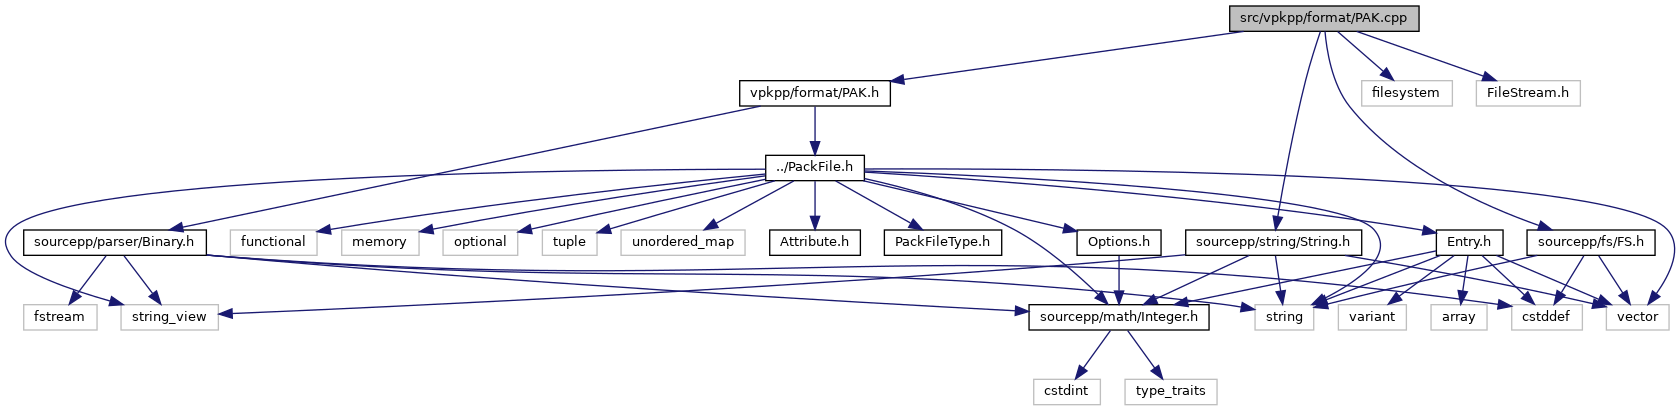 src/vpkpp/format/PAK.cpp
vpkpp/format/PAK.h
filesystem
FileStream.h
../PackFile.h
sourcepp/parser/Binary.h
functional
memory
optional
tuple
unordered_map
Attribute.h
PackFileType.h
Options.h
sourcepp/string/String.h
Entry.h
sourcepp/fs/FS.h
fstream
string_view
sourcepp/math/Integer.h
string
variant
array
cstddef
vector
cstdint
type_traits